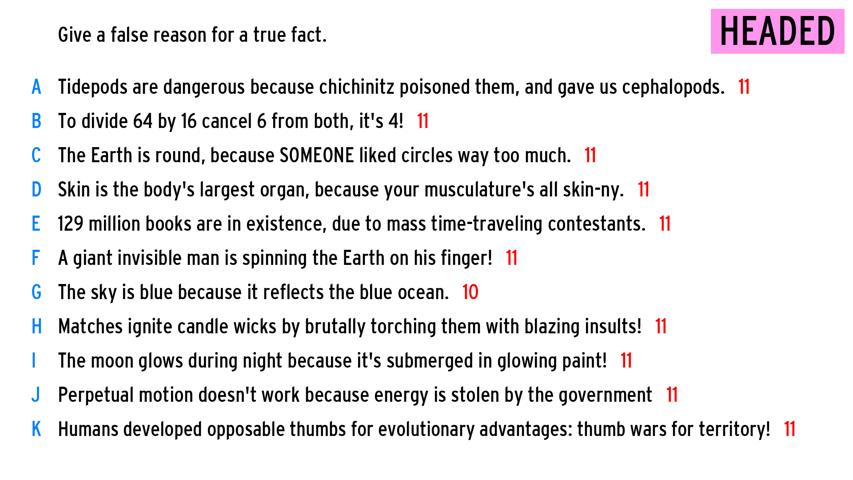 Give a false reason for a true fact.
HEADED
A Tidepods are dangerous because chichinitz poisoned them, and gave us cephalopods. 11
B To divide 64 by 16 cancel 6 from both, it's 4! 11
C The Earth is round, because SOMEONE liked circles way too much. 11
D Skin is the body's largest organ, because your musculature's all skin-ny. 11
E 129 million books are in existence, due to mass time-traveling contestants. 11
F A giant invisible man is spinning the Earth on his finger! 11
G The sky is blue because it reflects the blue ocean. 10
H Matches ignite candle wicks by brutally torching them with blazing insults! 11
I The moon glows during night because it's submerged in glowing paint! 11
J Perpetual motion doesn't work because energy is stolen by the government 11
K Humans developed opposable thumbs for evolutionary advantages: thumb wars for territory! 11